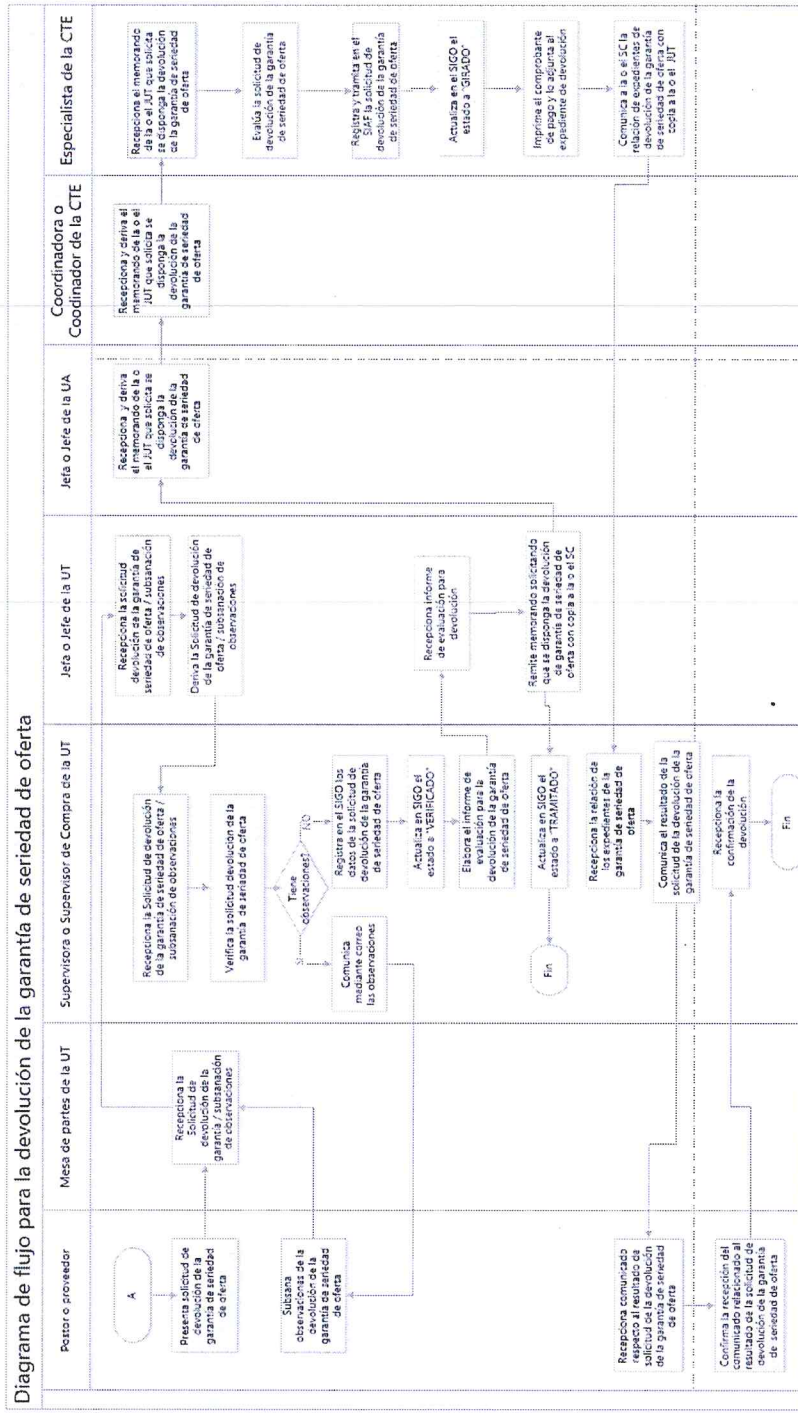 Diagrama de flujo para la devolución de la garantía de seriedad de oferta
Postor o proveedor
Mesa de partes de la UT
Supervisora o Supervisor de Compra de la UT
Jefa o Jefe de la UT
Jefa o Jefe de la UA
Coordinadora o
Coodinador de la CTE
Especialista de la CTE
A
Presenta solicitud de
devolución de la
garantía de seriedad
de oferta
Subsana
observaciones de la
devolución de la
garantía de seriedad
de oferta
Recepciona comunicado
respecto al resultado de
solicitud de la devolución
de la garantía de seriedad
de oferta
Confirma la recepción del
comunicado relacionado al
resultado de la solicitud de
devolución de la garantía
de seriedad de oferta
Recepciona la
Solicitud de
devolución de la
garantía / subsanación
de observaciones
Recepciona la Solicitud de devolución
de la garantía de seriedad de oferta /
subsanación de observaciones
Verifica la solicitud devolución de la
garantía de seriedad de oferta
Tiene
observaciones?
SI
NO
Comunica
mediante correo
las observaciones
Registra en el SIGO los
datos de la solicitud de
devolución de la garantía
de seriedad de oferta
Actualiza en SIGO el
estado a "VERIFICADO"
Elabora el informe de
evaluación para la
devolución de la garantía
de seriedad de oferta
Actualiza en SIGO el
estado a "TRAMITADO"
Fin
Recepciona la relación de
los expedientes de la
garantía de seriedad de
oferta
Comunica el resultado de la
solicitud de la devolución de la
garantía de seriedad de oferta
Recepciona la
confirmación de la
devolución
Fin
Recepciona la solicitud
devolución de la garantía de
seriedad de oferta / subsanación
de observaciones
Deriva la Solicitud de devolución
de la garantía de seriedad de
oferta / subsanacion de
observaciones
Recepciona informe
de evaluación para
devolución
Remite memorando solicitando
que se disponga la devolución
de garantía de seriedad de
oferta con copia a la o el SC
Recepciona y deriva
el memorando de la o
el JUT que solicita se
disponga la
devolución de la
garantía de seriedad
de oferta
Recepciona y deriva el
memorando de la o el
JUT que solicita se
disponga la
devolución de la
garantía de seriedad
de oferta
Recepciona el memorando
de la o el JUT que solicita
se disponga la devolución
de la garantía de seriedad
de oferta
Evalúa la solicitud de
devolución de la garantía
de seriedad de oferta
Registra y tramita en el
SIAF la solicitud de
devolución de la garantía
de seriedad de oferta
Actualiza en el SIGO el
estado a "GIRADO"
Imprime el comprobante
de pago y lo adjunta al
expediente de devolución
Comunica a la o el SC la
relación de expedientes de
devolución de la garantía
de seriedad de oferta con
copia a la o el JUT